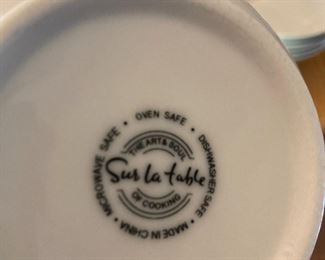 MICROWAVE SAFE • OVEN SAFE • DISHWASHER SAFE • MADE IN CHINA •
THE ART & SOUL
Sur la table
OF COOKING